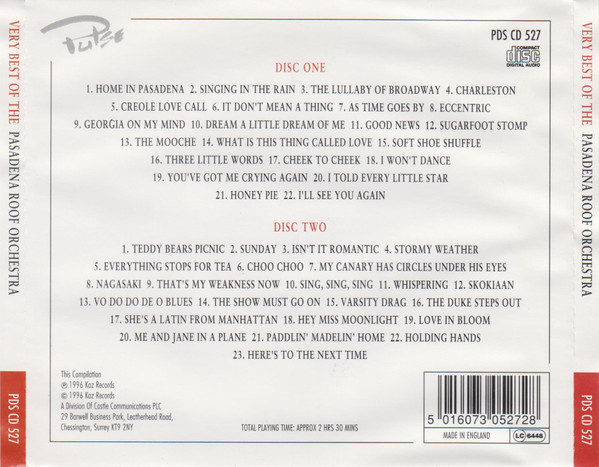 Pulse
PDS CD 527
COMPACT
disc
DIGITAL AUDIO
DISC ONE
1. HOME IN PASADENA 2. SINGING IN THE RAIN 3. THE LULLABY OF BROADWAY 4. CHARLESTON
5. CREOLE LOVE CALL 6. IT DON'T MEAN A THING 7. AS TIME GOES BY 8. ECCENTRIC
9. GEORGIA ON MY MIND 10. DREAM A LITTLE DREAM OF ME 11. GOOD NEWS 12. SUGARFOOT STOMP
13. THE MOOCHE 14. WHAT IS THIS THING CALLED LOVE 15. SOFT SHOE SHUFFLE
16. THREE LITTLE WORDS 17. CHEEK TO CHEEK 18. I WON'T DANCE
19. YOU'VE GOT ME CRYING AGAIN 20. I TOLD EVERY LITTLE STAR
21. HONEY PIE 22. I'LL SEE YOU AGAIN
DISC TWO
1. TEDDY BEARS PICNIC 2. SUNDAY 3. ISN'T IT ROMANTIC 4. STORMY WEATHER
5. EVERYTHING STOPS FOR TEA 6. CHOO CHOO 7. MY CANARY HAS CIRCLES UNDER HIS EYES
8. NAGASAKI 9. THAT'S MY WEAKNESS NOW 10. SING, SING, SING 11. WHISPERING 12. SKOKIAAN
13. VO DO DO DE O BLUES 14. THE SHOW MUST GO ON 15. VARSITY DRAG 16. THE DUKE STEPS OUT
17. SHE'S A LATIN FROM MANHATTAN 18. HEY MISS MOONLIGHT 19. LOVE IN BLOOM
20. ME AND JANE IN A PLANE 21. PADDLIN' MADELIN' HOME 22. HOLDING HANDS
23. HERE'S TO THE NEXT TIME
This Compilation
℗ 1996 Kaz Records
© 1996 Kaz Records
A Division Of Castle Communications PLC
29 Barwell Business Park, Leatherhead Road,
Chessington, Surrey KT9 2NY
TOTAL PLAYING TIME: APPROX 2 HRS 30 MINS
5 016073 052728
MADE IN ENGLAND
LC 6448
VERY BEST OF THE PASADENA ROOF ORCHESTRA
PDS CD 527
VERY BEST OF THE PASADENA ROOF ORCHESTRA
PDS CD 527